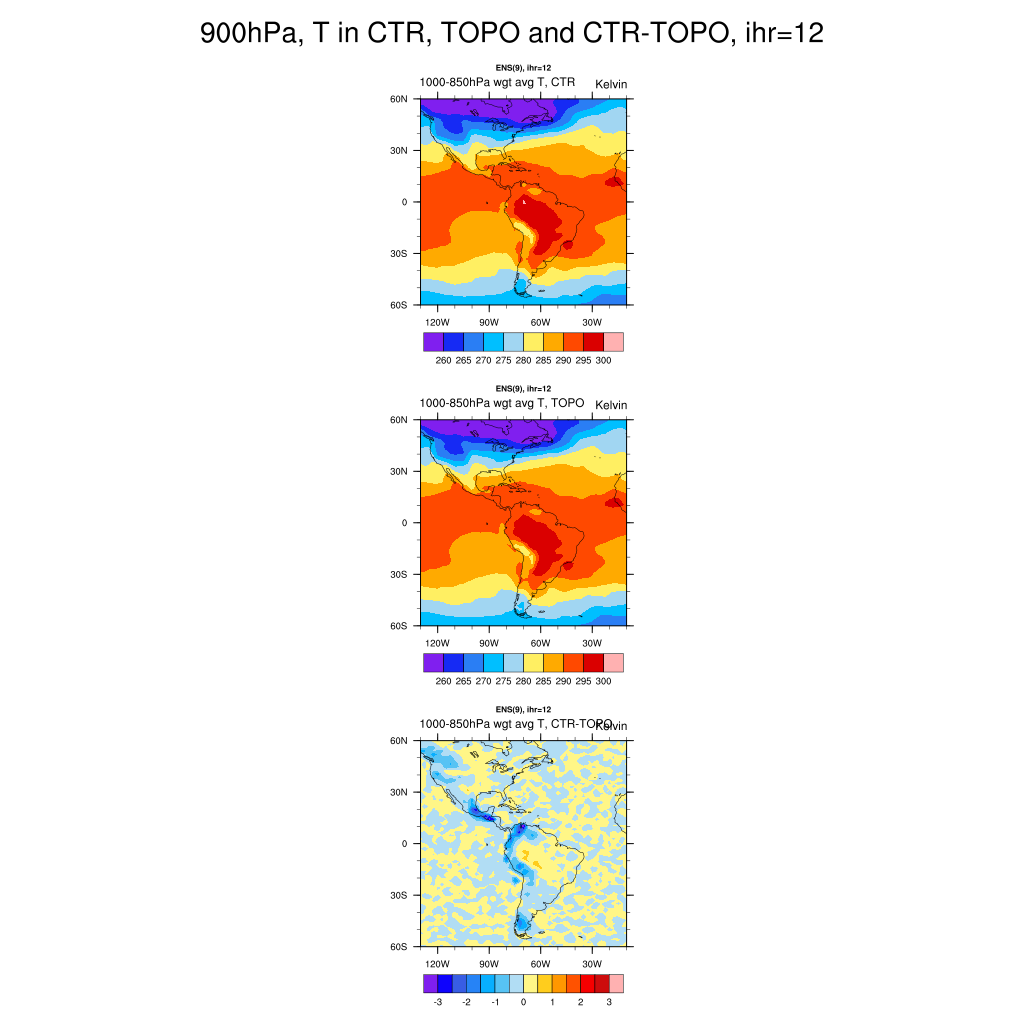 900hPa, T in CTR, TOPO and CTR-TOPO, ihr=12
ENS(9), ihr=12
1000-850hPa wgt avg T, CTR Kelvin
60N
30N
0
30S
60S
120W 90W 60W 30W
260 265 270 275 280 285 290 295 300
ENS(9), ihr=12
1000-850hPa wgt avg T, TOPO Kelvin
60N
30N
0
30S
60S
120W 90W 60W 30W
260 265 270 275 280 285 290 295 300
ENS(9), ihr=12
1000-850hPa wgt avg T, CTR-TOPO Kelvin
60N
30N
0
30S
60S
120W 90W 60W 30W
-3 -2 -1 0 1 2 3